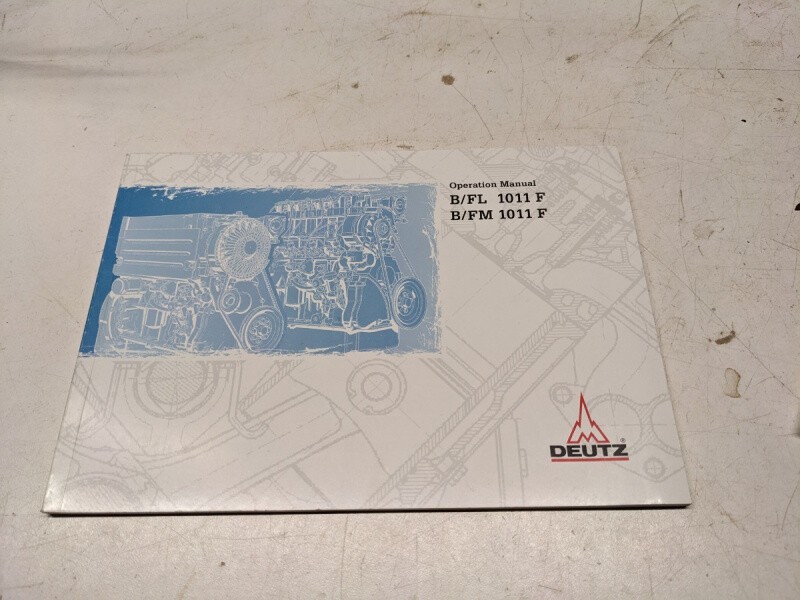 Operation Manual
B/FL 1011 F
B/FM 1011 F
DEUTZ®